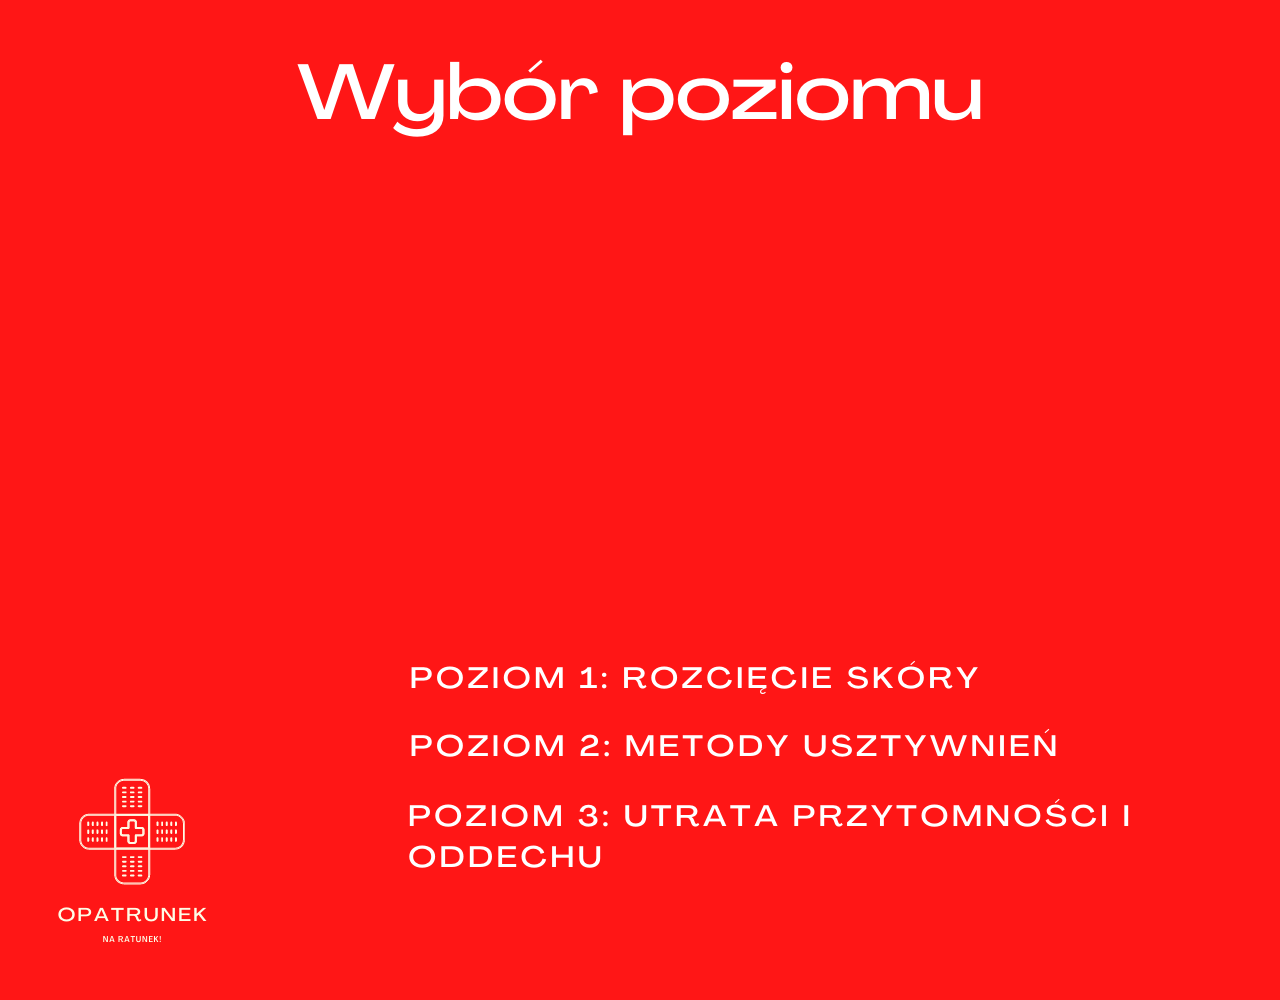 Wybór poziomu
POZIOM 1: ROZCIĘCIE SKÓRY
POZIOM 2: METODY USZTYWNIEŃ
POZIOM 3: UTRATA PRZYTOMNOŚCI I
ODDECHU
OPATRUNEK
NA RATUNEK!